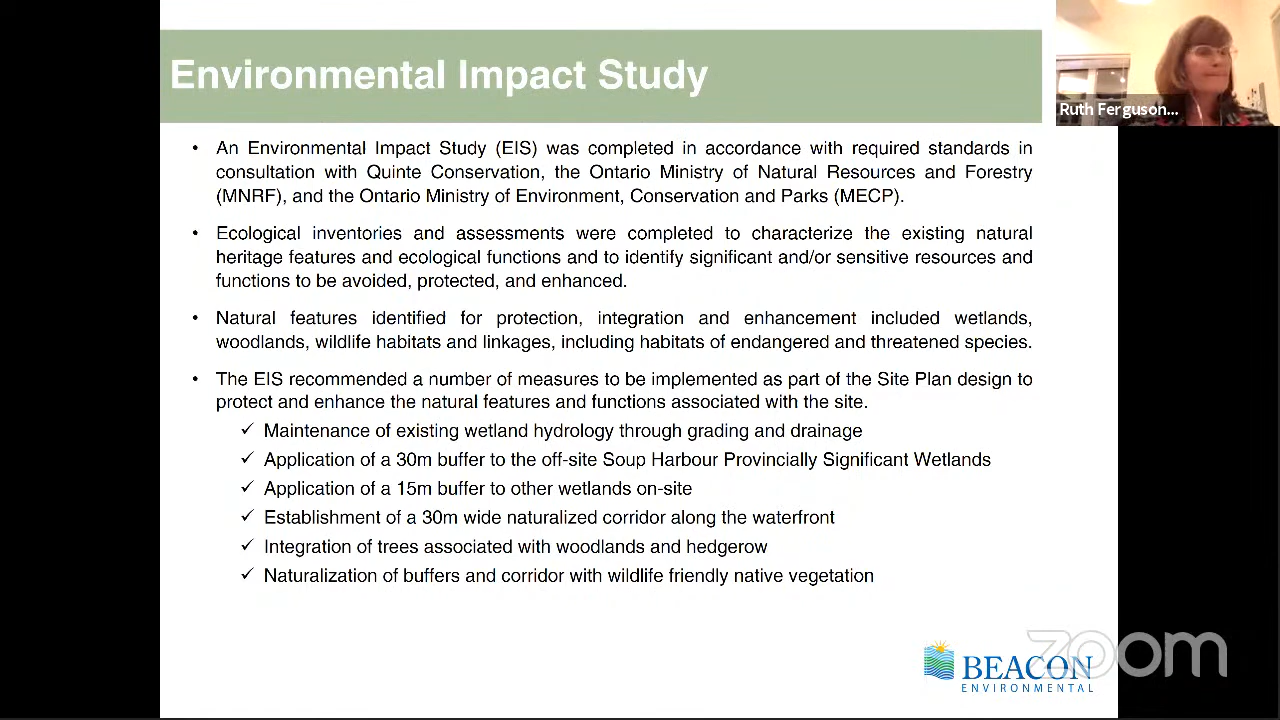 Environmental Impact Study
Ruth Ferguson...
• An Environmental Impact Study (EIS) was completed in accordance with required standards in
consultation with Quinte Conservation, the Ontario Ministry of Natural Resources and Forestry
(MNRF), and the Ontario Ministry of Environment, Conservation and Parks (MECP).
• Ecological inventories and assessments were completed to characterize the existing natural
heritage features and ecological functions and to identify significant and/or sensitive resources and
functions to be avoided, protected, and enhanced.
• Natural features identified for protection, integration and enhancement included wetlands,
woodlands, wildlife habitats and linkages, including habitats of endangered and threatened species.
• The EIS recommended a number of measures to be implemented as part of the Site Plan design to
protect and enhance the natural features and functions associated with the site.
✓ Maintenance of existing wetland hydrology through grading and drainage
✓ Application of a 30m buffer to the off-site Soup Harbour Provincially Significant Wetlands
✓ Application of a 15m buffer to other wetlands on-site
✓ Establishment of a 30m wide naturalized corridor along the waterfront
✓ Integration of trees associated with woodlands and hedgerow
✓ Naturalization of buffers and corridor with wildlife friendly native vegetation
zoom
BEACON
ENVIRONMENTAL